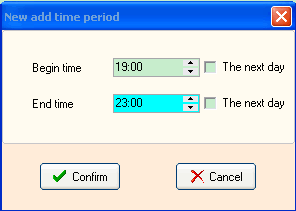 New add time period
Begin time 19:00 The next day
End time 23:00 The next day
Confirm Cancel